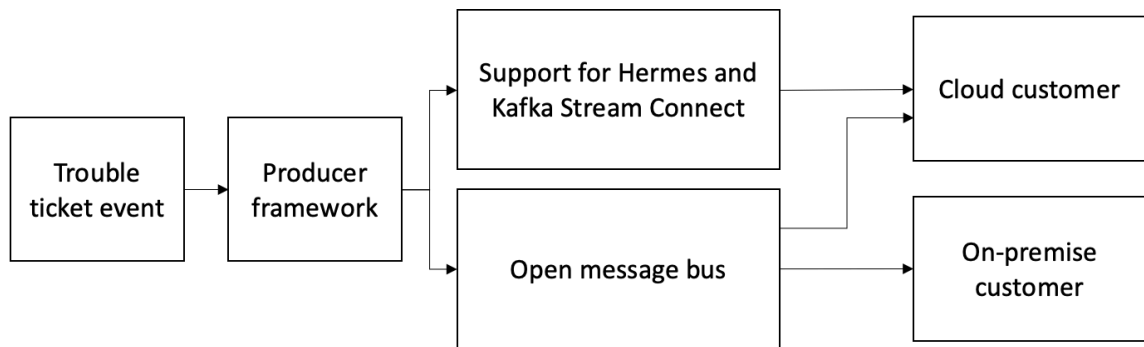 Trouble
ticket event
Producer
framework
Support for Hermes and
Kafka Stream Connect
Open message bus
Cloud customer
On-premise
customer